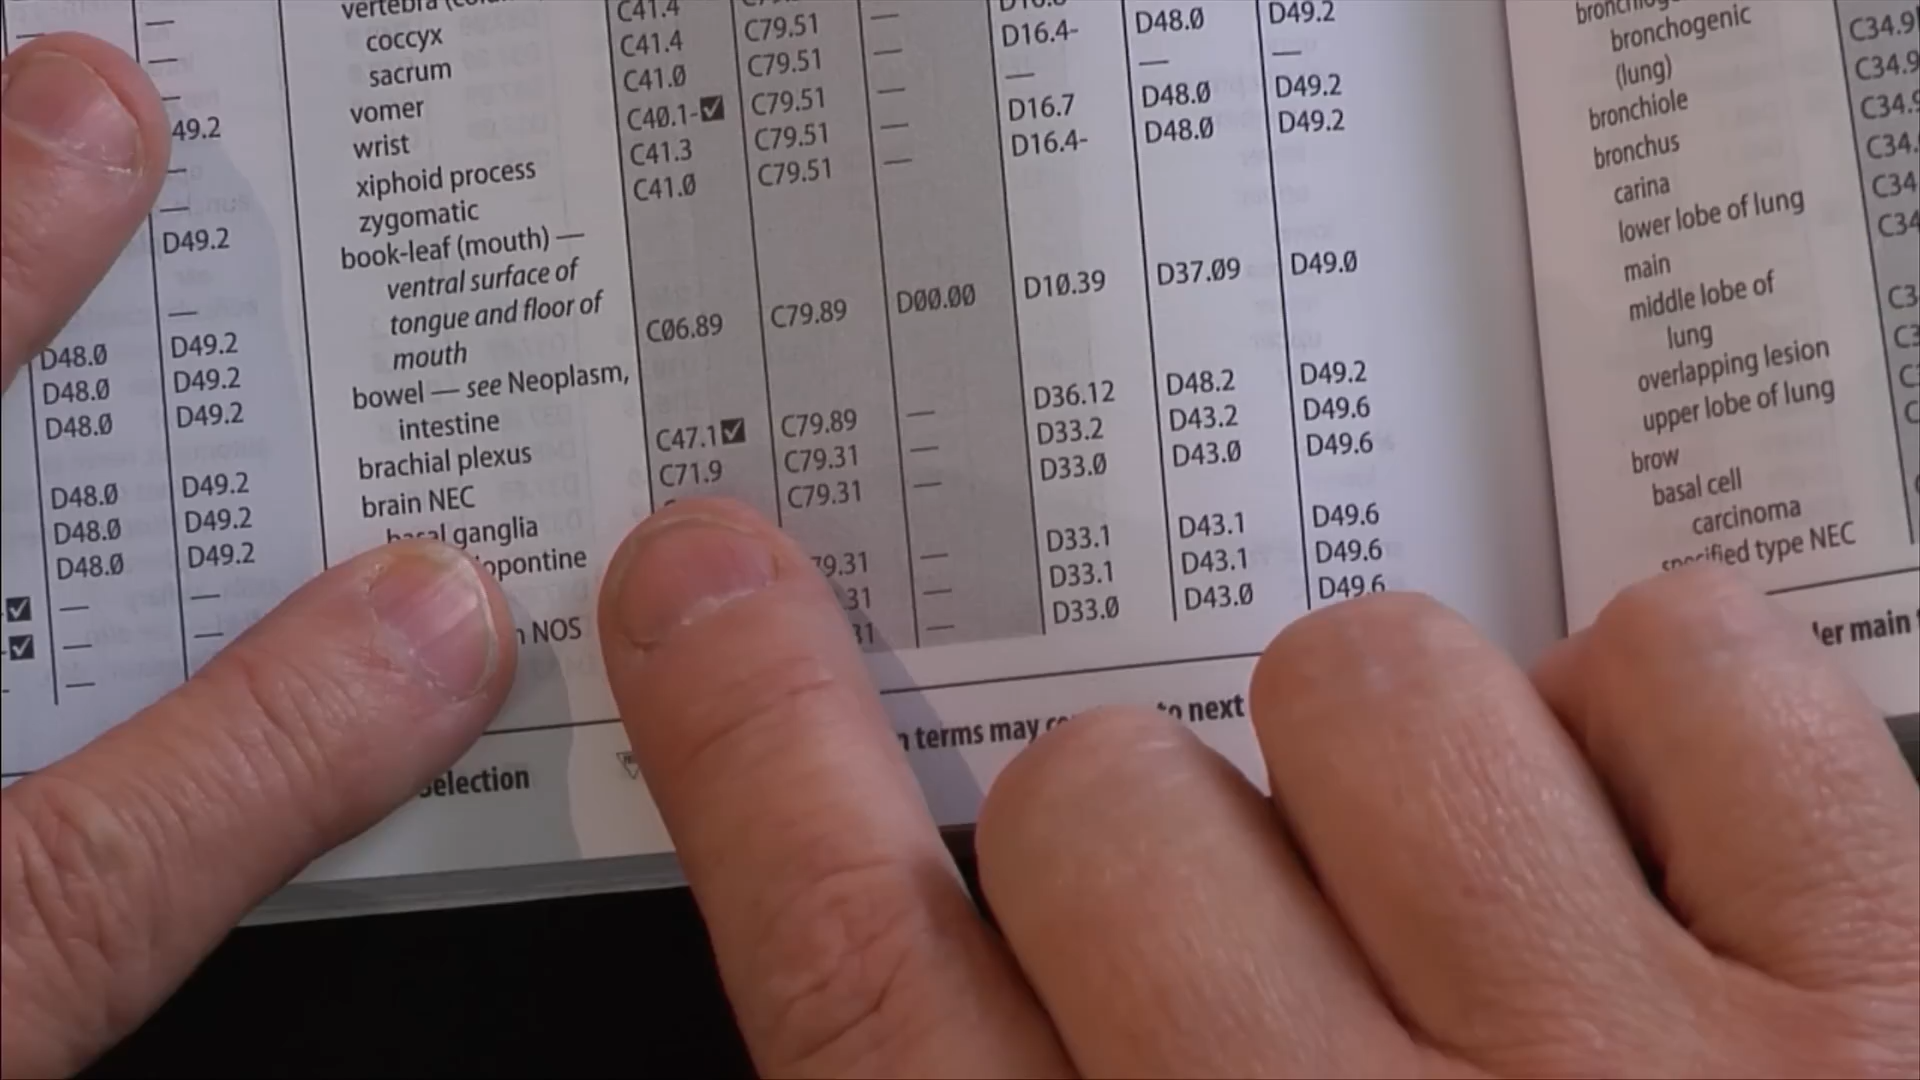 —
—
—
—
—
49.2
—
—
D49.2
—
D48.0 D49.2
D48.0 D49.2
D48.0 D49.2
D48.0 D49.2
D48.0 D49.2
D48.0 D49.2
☑ — —
☑ — —
- —
vertebra
coccyx C41.4
sacrum C41.4 C79.51 —
vomer C41.0 C79.51 — D16.4- D48.0 D49.2
wrist C40.1-☑ C79.51 — — — —
xiphoid process C41.3 C79.51 — D16.7 D48.0 D49.2
zygomatic C41.0 C79.51 — D16.4- D48.0 D49.2
book-leaf (mouth) —
ventral surface of
tongue and floor of
mouth C06.89 C79.89 D00.00 D10.39 D37.09 D49.0
bowel — see Neoplasm,
intestine
brachial plexus C47.1☑ C79.89 — D36.12 D48.2 D49.2
brain NEC C71.9 C79.31 — D33.2 D43.2 D49.6
basal ganglia C79.31 — D33.0 D43.0 D49.6
opontine
79.31 — D33.1 D43.1 D49.6
31 — D33.1 D43.1 D49.6
NOS 31 — D33.0 D43.0 D49.6
selection
terms may to next
bronchogenic
(lung) C34.9
bronchiole C34.9
bronchus C34.9
carina C34.
lower lobe of lung C34
main C34
middle lobe of
lung C3
overlapping lesion C3
upper lobe of lung C
brow C
basal cell
carcinoma
specified type NEC
er main